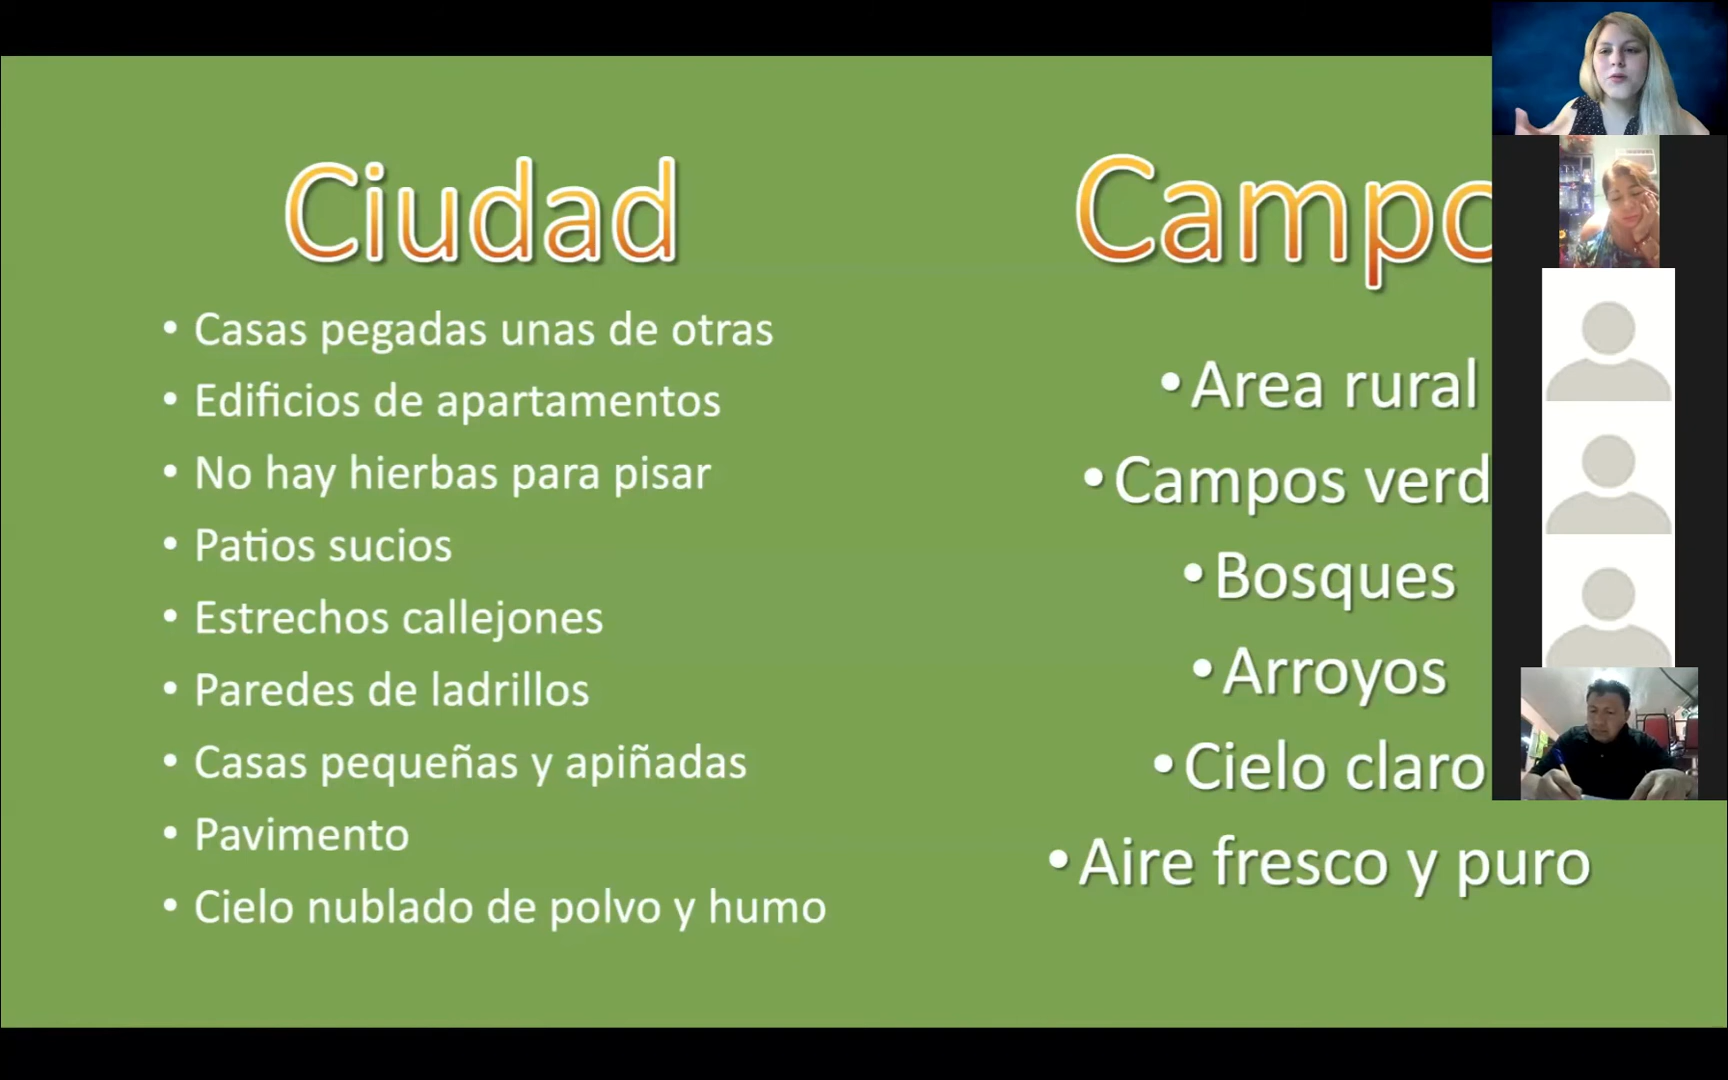 Ciudad
• Casas pegadas unas de otras
• Edificios de apartamentos
• No hay hierbas para pisar
• Patios sucios
• Estrechos callejones
• Paredes de ladrillos
• Casas pequeñas y apiñadas
• Pavimento
• Cielo nublado de polvo y humo
Campo
• Area rural
• Campos verd
• Bosques
• Arroyos
• Cielo claro
• Aire fresco y puro